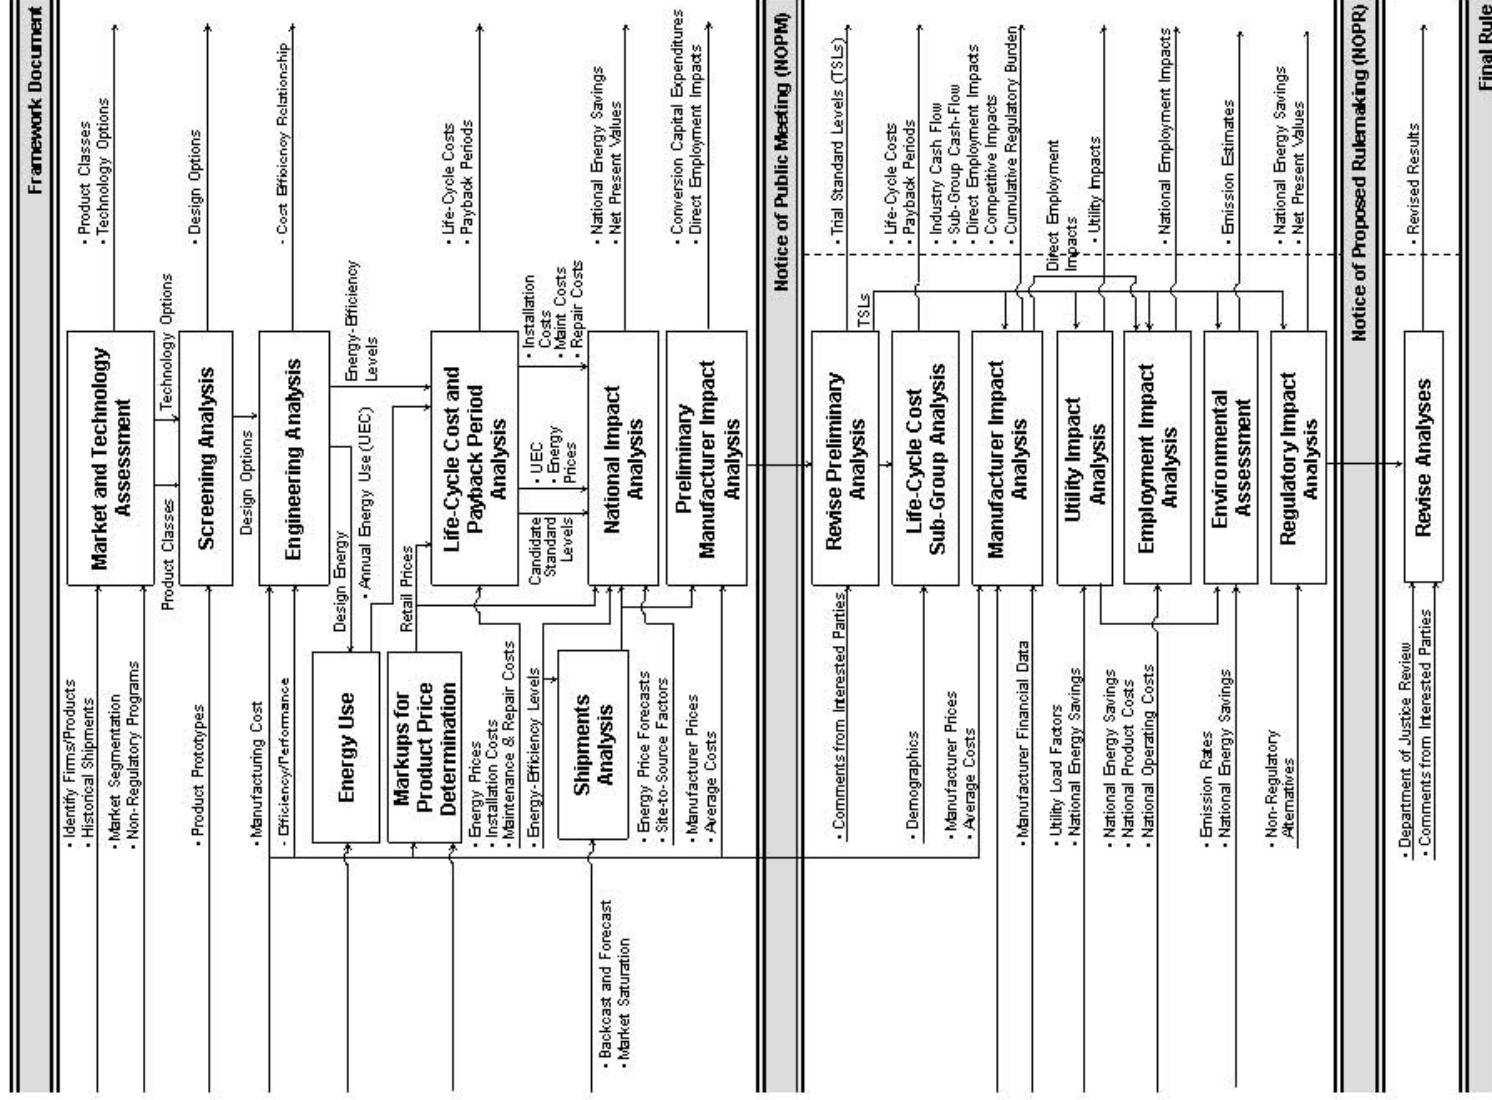 Framework Document
· Identify Firms/Products
· Historical Shipments
· Market Segmentation
· Non-Regulatory Programs
Market and Technology
Assessment
· Product Classes
· Technology Options
Product Classes
Technology Options
· Product Prototypes
Screening Analysis
· Design Options
Design Options
· Manufacturing Cost
· Efficiency/Performance
Engineering Analysis
· Cost Efficiency Relationship
Design Energy
Energy-Efficiency
Levels
Energy Use
· Annual Energy Use (UEC)
Markups for
Product Price
Determination
Retail Prices
Life-Cycle Cost and
Payback Period
Analysis
· Life-Cycle Costs
· Payback Periods
· Energy Prices
· Installation Costs
· Maintenance & Repair Costs
Candidate
Standard
Levels
· UEC
· Energy
Prices
· Installation
Costs
· Maint Costs
· Repair Costs
· Energy-Efficiency Levels
· Backcast and Forecast
· Market Saturation
Shipments
Analysis
National Impact
Analysis
· National Energy Savings
· Net Present Values
· Energy Price Forecasts
· Site-to-Source Factors
· Manufacturer Prices
· Average Costs
Preliminary
Manufacturer Impact
Analysis
· Conversion Capital Expenditures
· Direct Employment Impacts
Notice of Public Meeting (NOPM)
· Comments from Interested Parties
Revise Preliminary
Analysis
TSLs
· Trial Standard Levels (TSLs)
· Demographics
Life-Cycle Cost
Sub-Group Analysis
· Life-Cycle Costs
· Payback Periods
· Manufacturer Prices
· Average Costs
· Manufacturer Financial Data
Manufacturer Impact
Analysis
· Industry Cash Flow
· Sub-Group Cash-Flow
· Direct Employment Impacts
· Competitive Impacts
· Cumulative Regulatory Burden
Direct Employment
Impacts
· Utility Load Factors
· National Energy Savings
Utility Impact
Analysis
· Utility Impacts
· National Energy Savings
· National Product Costs
· National Operating Costs
Employment Impact
Analysis
· National Employment Impacts
· Emission Rates
· National Energy Savings
Environmental
Assessment
· Emission Estimates
· Non-Regulatory
Alternatives
Regulatory Impact
Analysis
· National Energy Savings
· Net Present Values
Notice of Proposed Rulemaking (NOPR)
· Department of Justice Review
· Comments from Interested Parties
Revise Analyses
· Revised Results
Final Rule